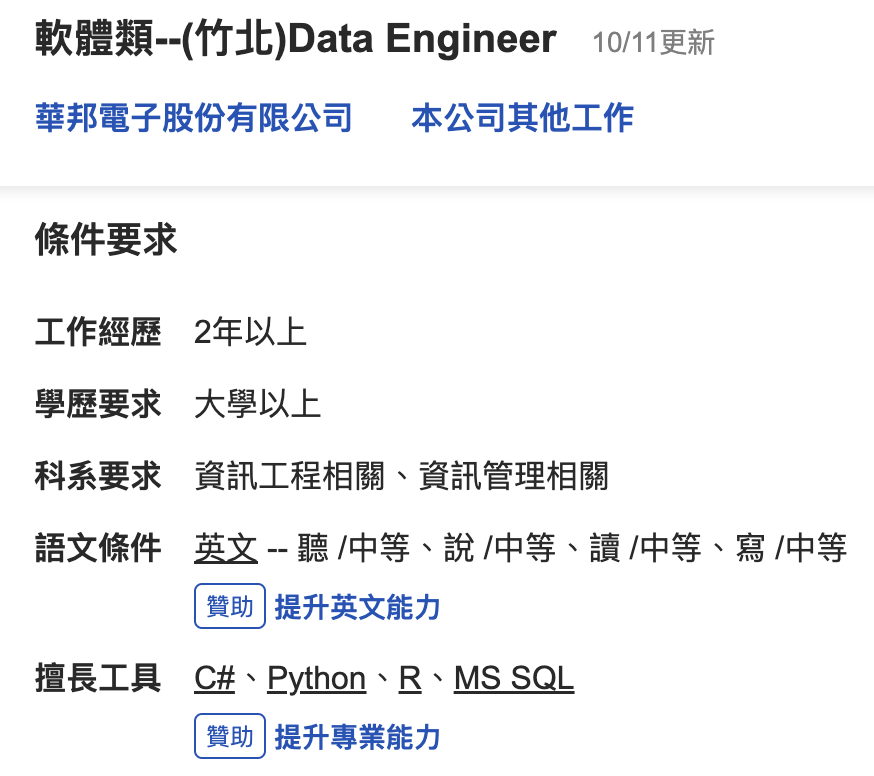 軟體類--(竹北)Data Engineer 10/11更新
華邦電子股份有限公司 本公司其他工作
條件要求
工作經歷 2年以上
學歷要求 大學以上
科系要求 資訊工程相關、資訊管理相關
語文條件 英文 -- 聽 /中等、說 /中等、讀 /中等、寫 /中等
贊助 提升英文能力
擅長工具 C#、Python、R、MS SQL
贊助 提升專業能力